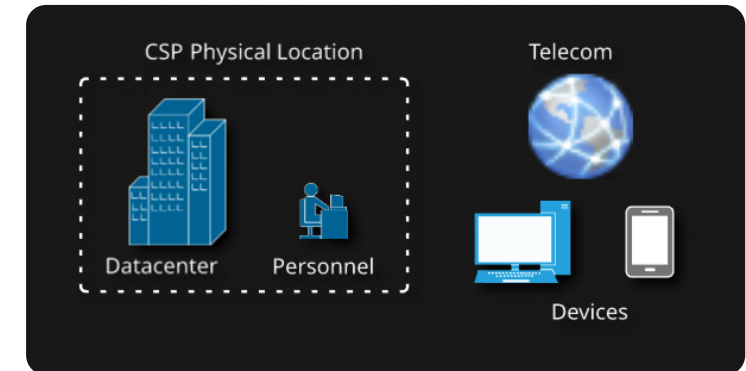 CSP Physical Location
Telecom
Datacenter
Personnel
Devices